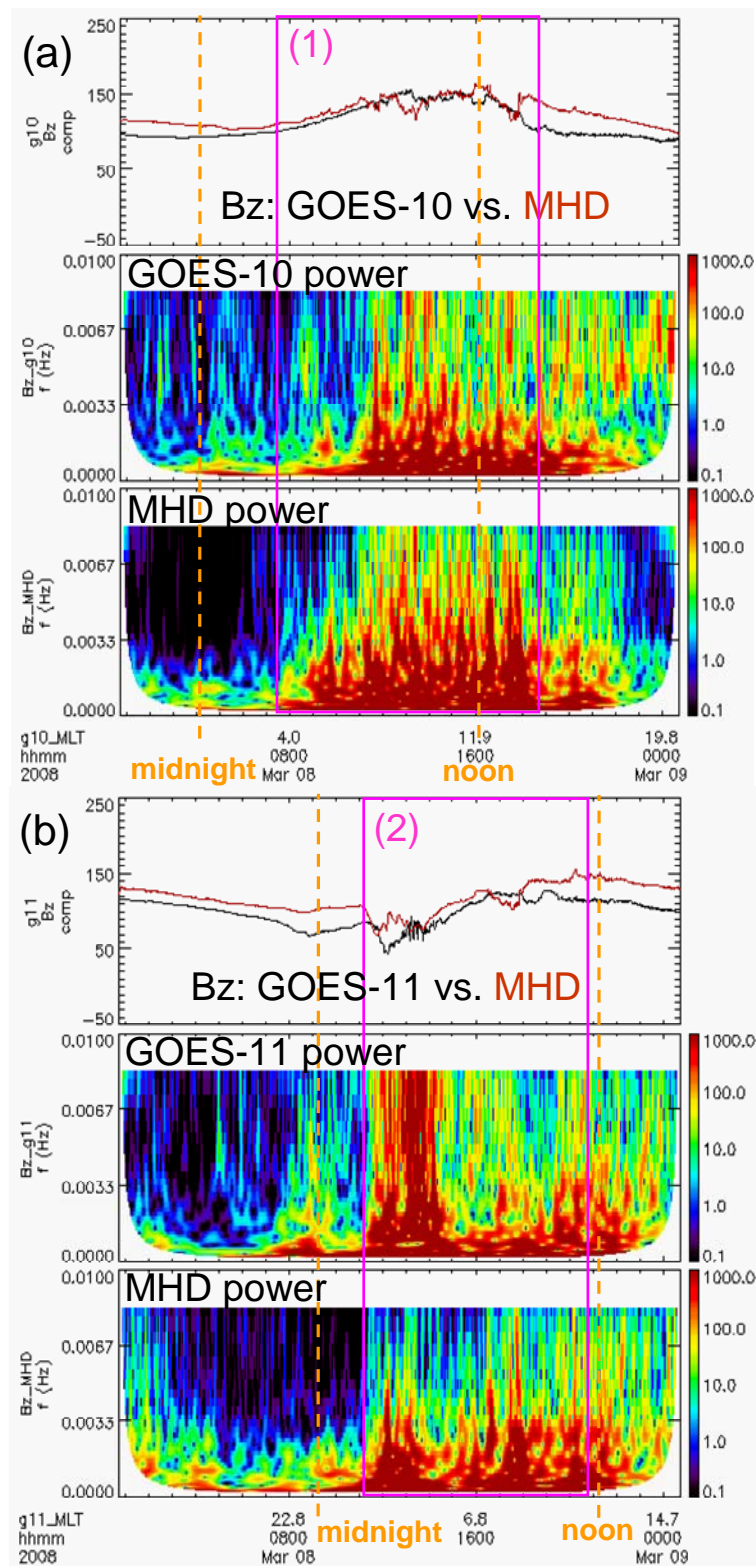 (a)
(1)
250
150
50
−50
g10
Bz
comp
Bz: GOES-10 vs. MHD
GOES-10 power
0.0100
0.0067
0.0033
0.0000
Bz_g10
f (Hz)
1000.0
100.0
10.0
1.0
0.1
MHD power
0.0100
0.0067
0.0033
0.0000
Bz_MHD
f (Hz)
1000.0
100.0
10.0
1.0
0.1
g10_MLT 4.0 11.9 19.8
hhmm 0800 1600 0000
2008 Mar 08 Mar 09
midnight noon
(b)
(2)
250
150
50
−50
g11
Bz
comp
Bz: GOES-11 vs. MHD
GOES-11 power
0.0100
0.0067
0.0033
0.0000
Bz_g11
f (Hz)
1000.0
100.0
10.0
1.0
0.1
MHD power
0.0100
0.0067
0.0033
0.0000
Bz_MHD
f (Hz)
1000.0
100.0
10.0
1.0
0.1
g11_MLT 22.8 6.8 14.7
hhmm 0800 1600 0000
2008 Mar 08 Mar 09
midnight noon